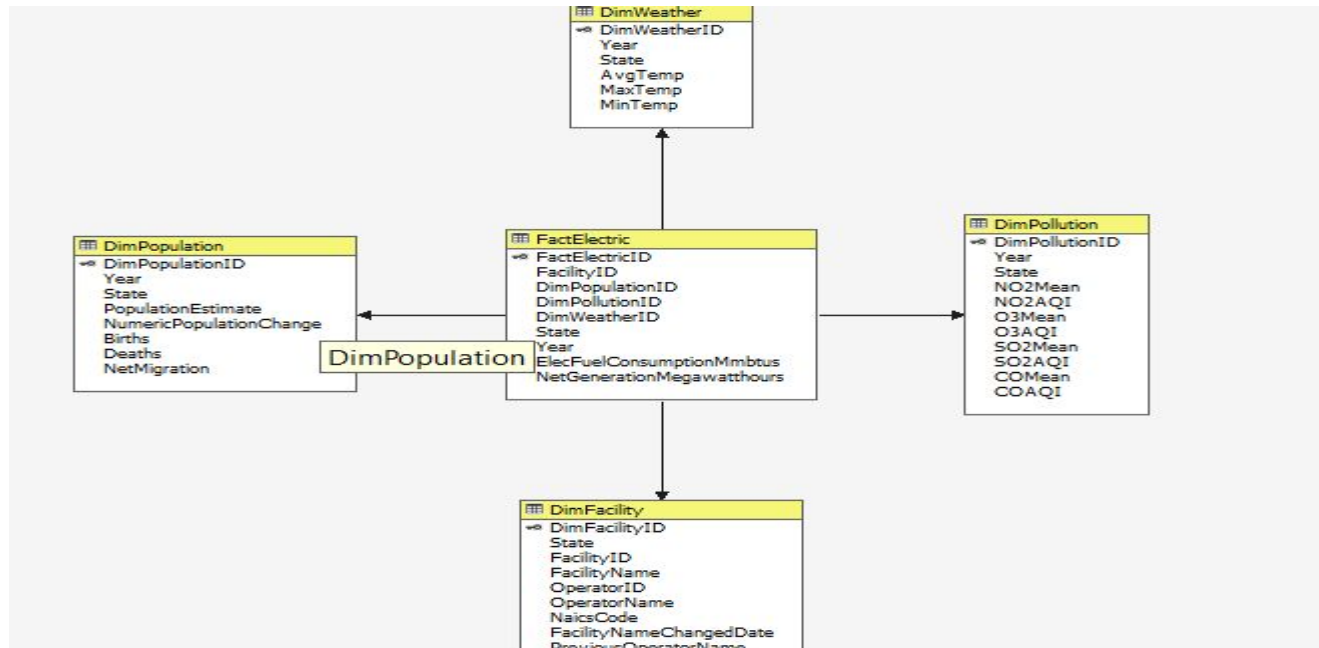 DimWeather
DimWeatherID
Year
State
AvgTemp
MaxTemp
MinTemp
DimPopulation
DimPopulationID
Year
State
PopulationEstimate
NumericPopulationChange
Births
Deaths
NetMigration
DimPopulation
FactElectric
FactElectricID
FacilityID
DimPopulationID
DimPollutionID
DimWeatherID
State
Year
ElecFuelConsumptionMmbtus
NetGenerationMegawatthours
DimPollution
DimPollutionID
Year
State
NO2Mean
NO2AQI
O3Mean
O3AQI
SO2Mean
SO2AQI
COMean
COAQI
DimFacility
DimFacilityID
State
FacilityID
FacilityName
OperatorID
OperatorName
NaicsCode
FacilityNameChangedDate
PreviousOperatorName